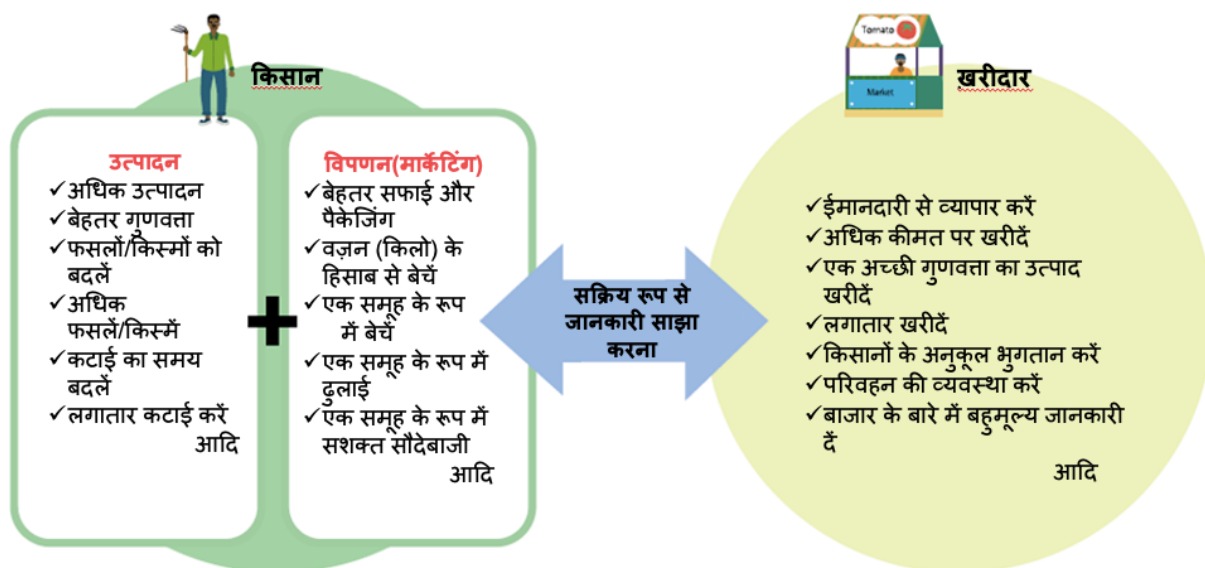 किसान
उत्पादन
✓अधिक उत्पादन
✓बेहतर गुणवत्ता
✓फसलों/किस्मों को
बदलें
✓अधिक
फसलें/किस्में
✓कटाई का समय
बदलें
✓लगातार कटाई करें
आदि
विपणन(मार्केटिंग)
✓बेहतर सफाई और
पैकेजिंग
✓वज़न (किलो) के
हिसाब से बेचें
✓एक समूह के रूप
में बेचें
✓एक समूह के रूप में
ढुलाई
✓एक समूह के रूप में
सशक्त सौदेबाजी
आदि
सक्रिय रूप से
जानकारी साझा
करना
Tomato
Market
खरीदार
✓ईमानदारी से व्यापार करें
✓अधिक कीमत पर खरीदें
✓एक अच्छी गुणवत्ता का उत्पाद
खरीदें
✓लगातार खरीदें
✓किसानों के अनुकूल भुगतान करें
✓परिवहन की व्यवस्था करें
✓बाजार के बारे में बहुमूल्य जानकारी
दें
आदि